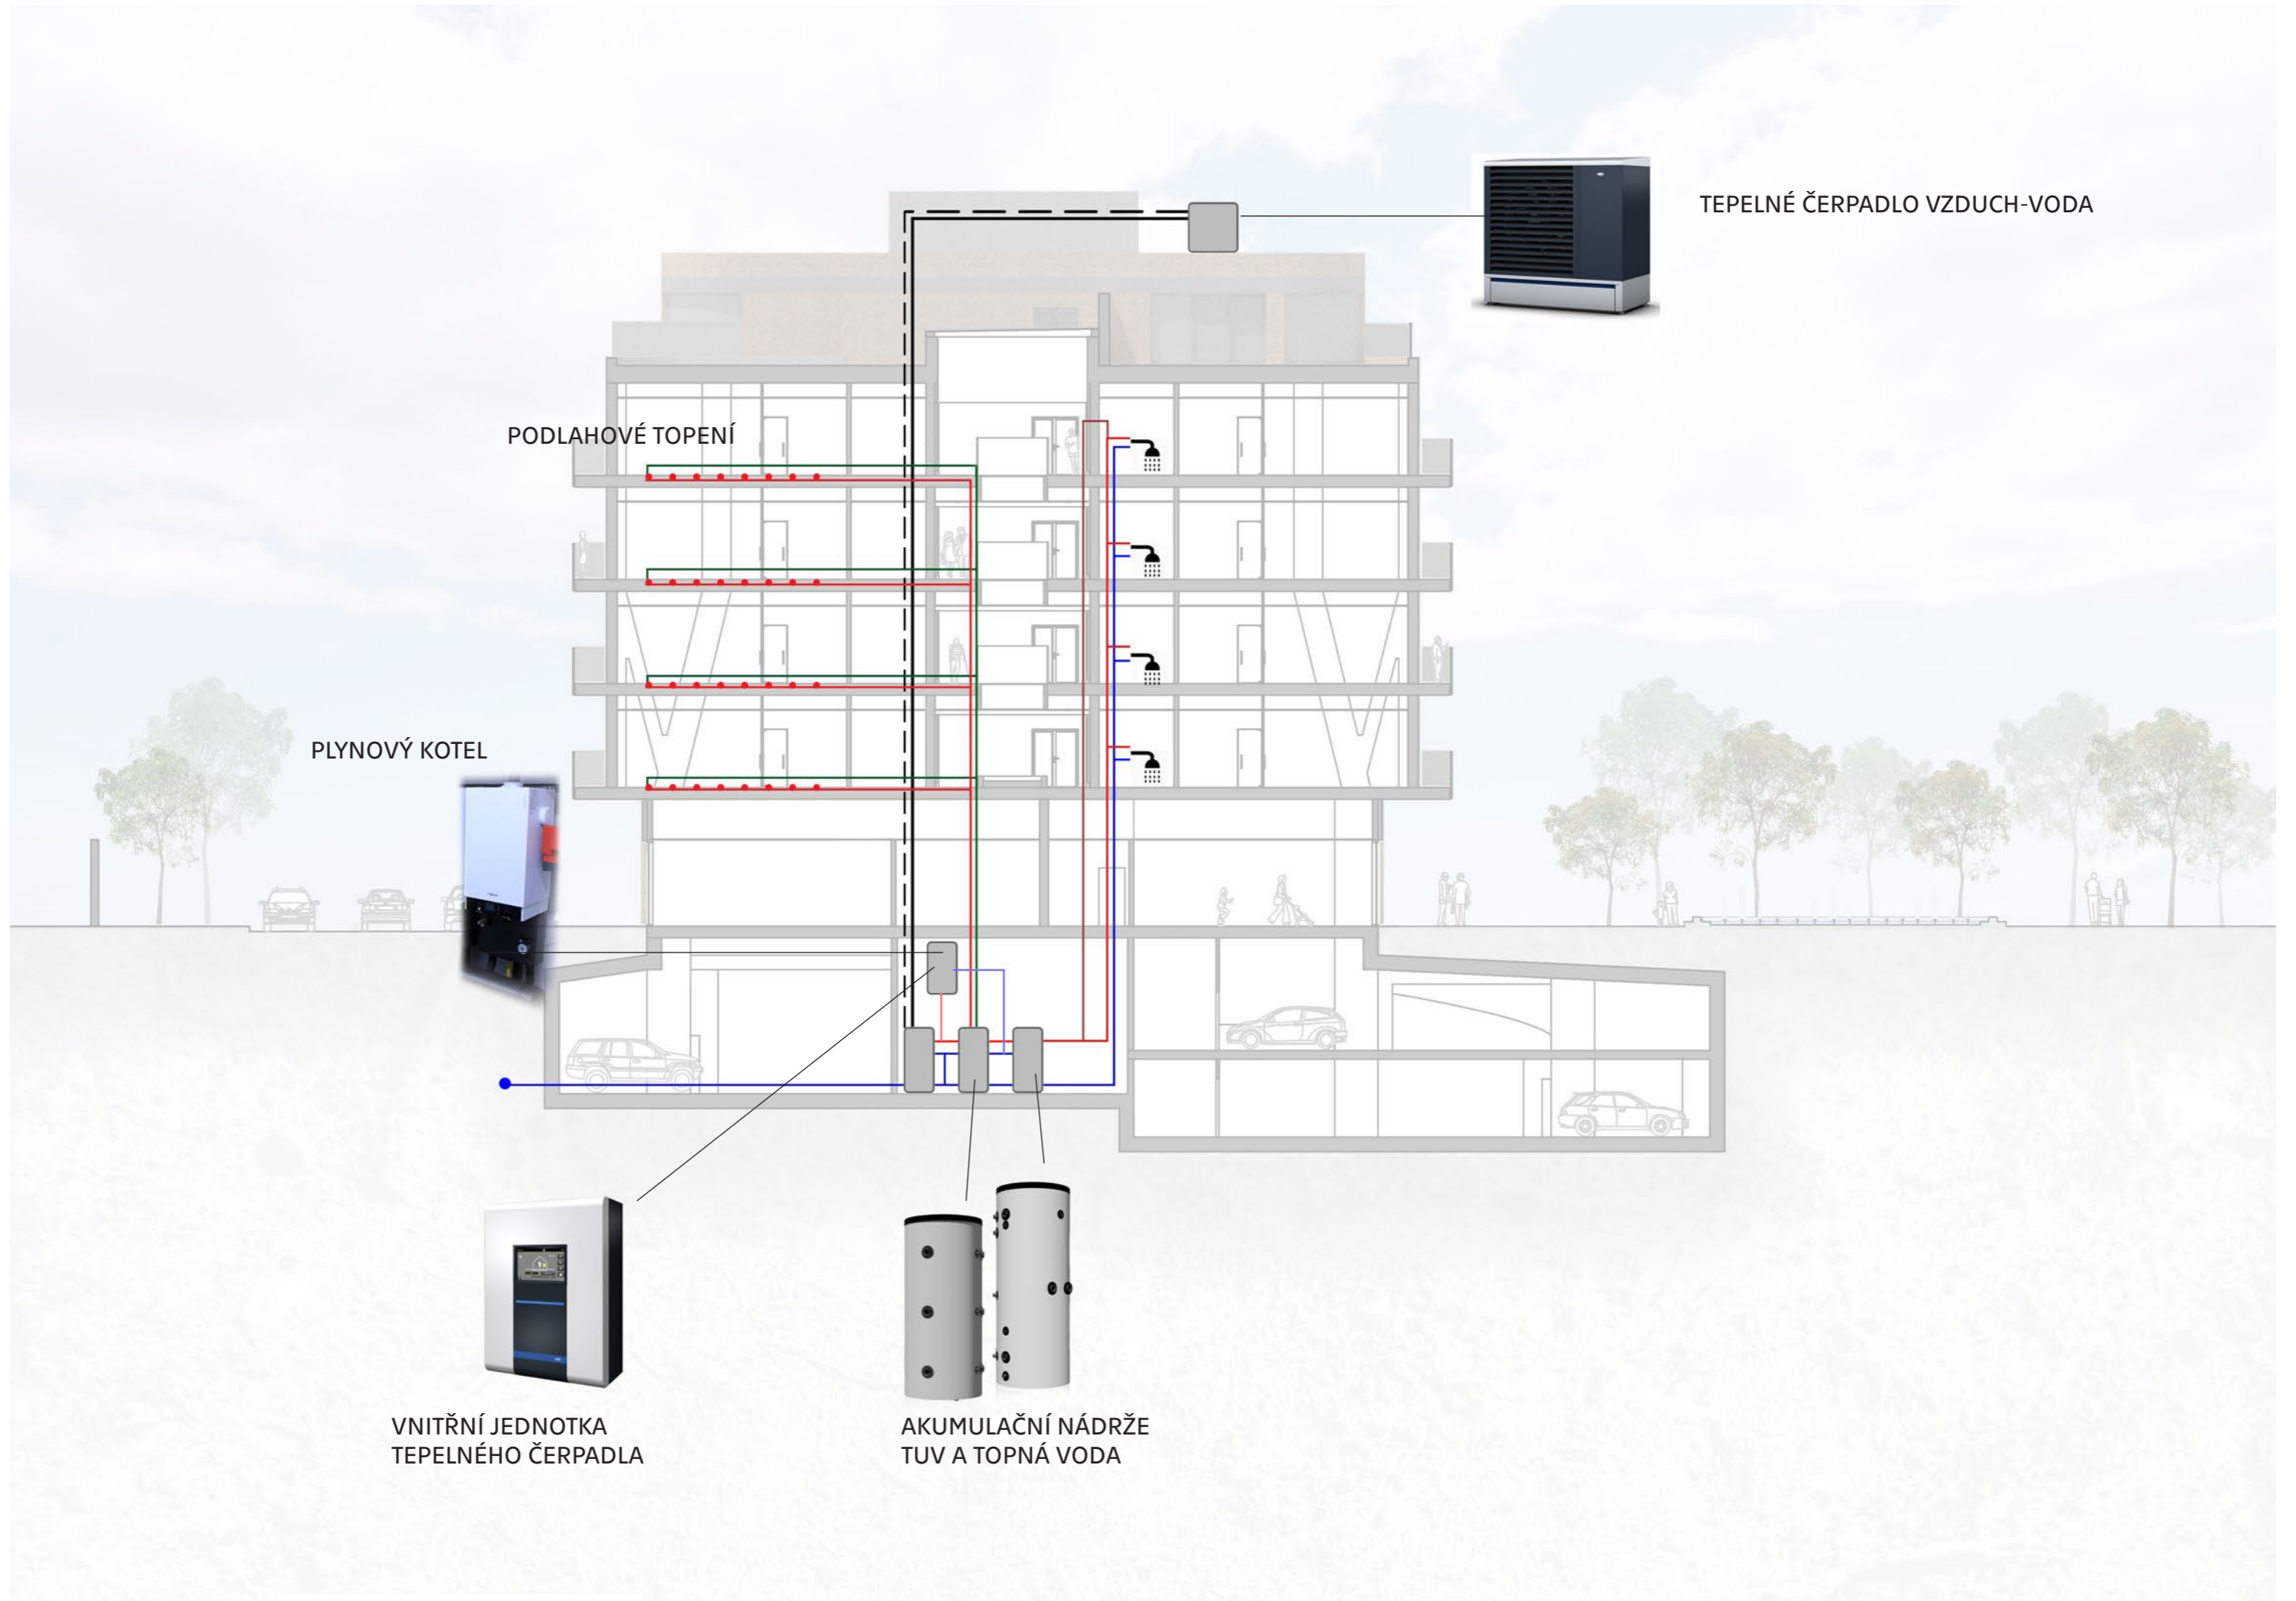 TEPELNÉ ČERPADLO VZDUCH-VODA
PODLAHOVÉ TOPENÍ
PLYNOVÝ KOTEL
VNITŘNÍ JEDNOTKA
TEPELNÉHO ČERPADLA
AKUMULAČNÍ NÁDRŽE
TUV A TOPNÁ VODA